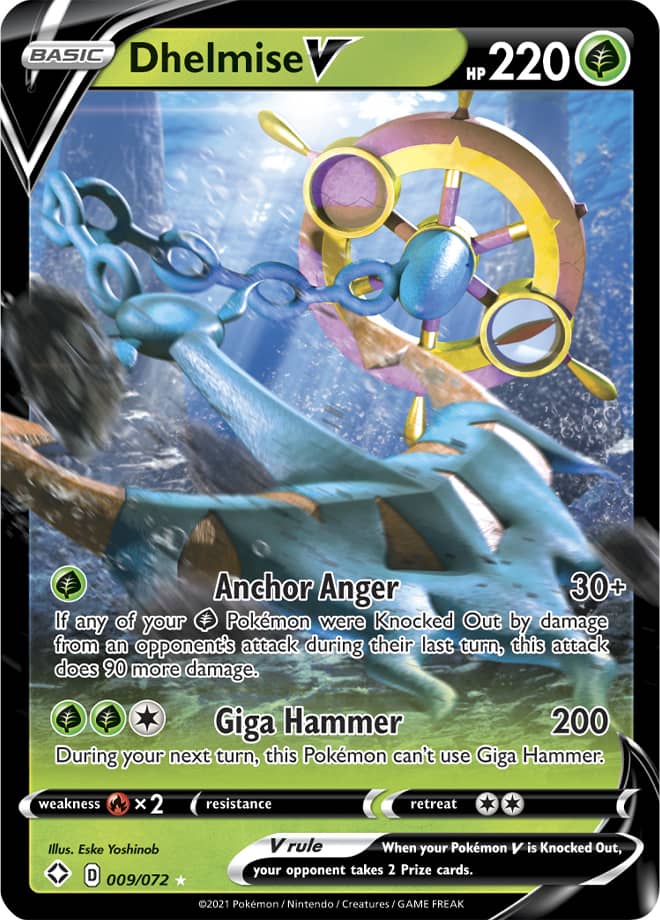 BASIC Dhelmise V HP 220
Anchor Anger 30+
If any of your Pokémon were Knocked Out by damage
from an opponent's attack during their last turn, this attack
does 90 more damage.
Giga Hammer 200
During your next turn, this Pokémon can't use Giga Hammer.
weakness ×2 resistance retreat
Illus. Eske Yoshinob
V rule When your Pokémon V is Knocked Out,
your opponent takes 2 Prize cards.
D 009/072
©2021 Pokémon / Nintendo / Creatures / GAME FREAK